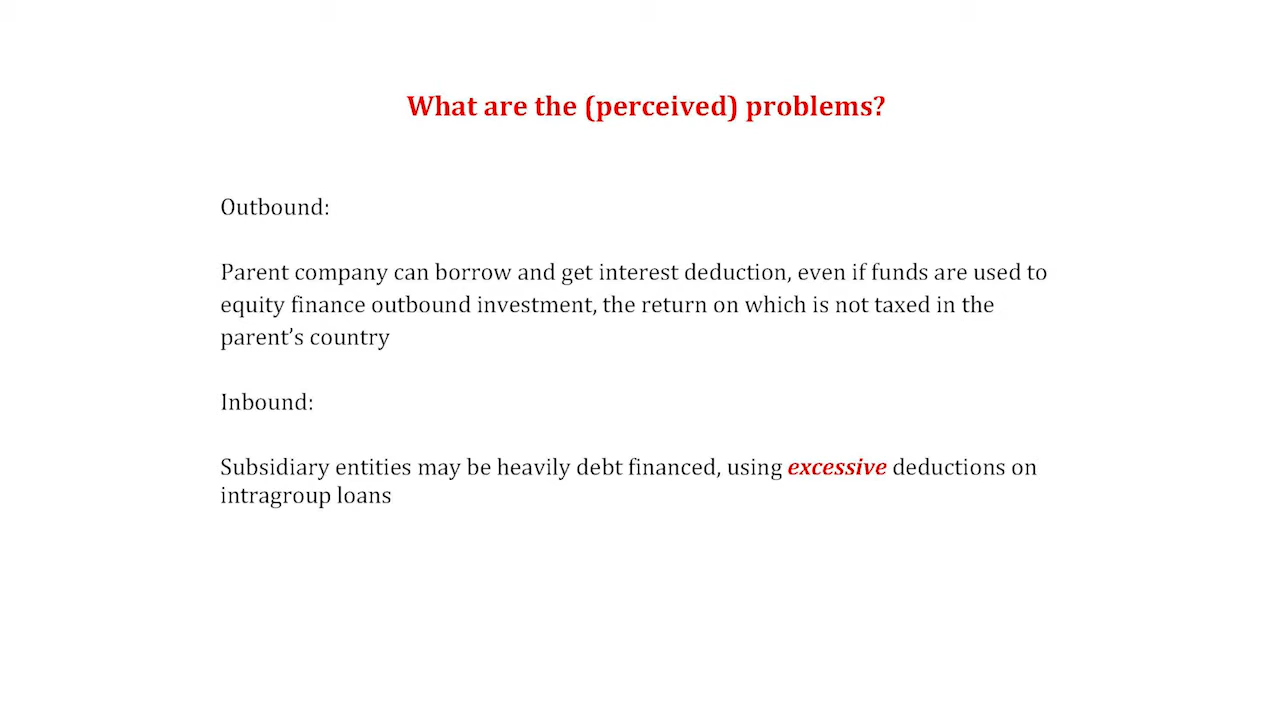 What are the (perceived) problems?
Outbound:
Parent company can borrow and get interest deduction, even if funds are used to
equity finance outbound investment, the return on which is not taxed in the
parent’s country
Inbound:
Subsidiary entities may be heavily debt financed, using excessive deductions on
intragroup loans